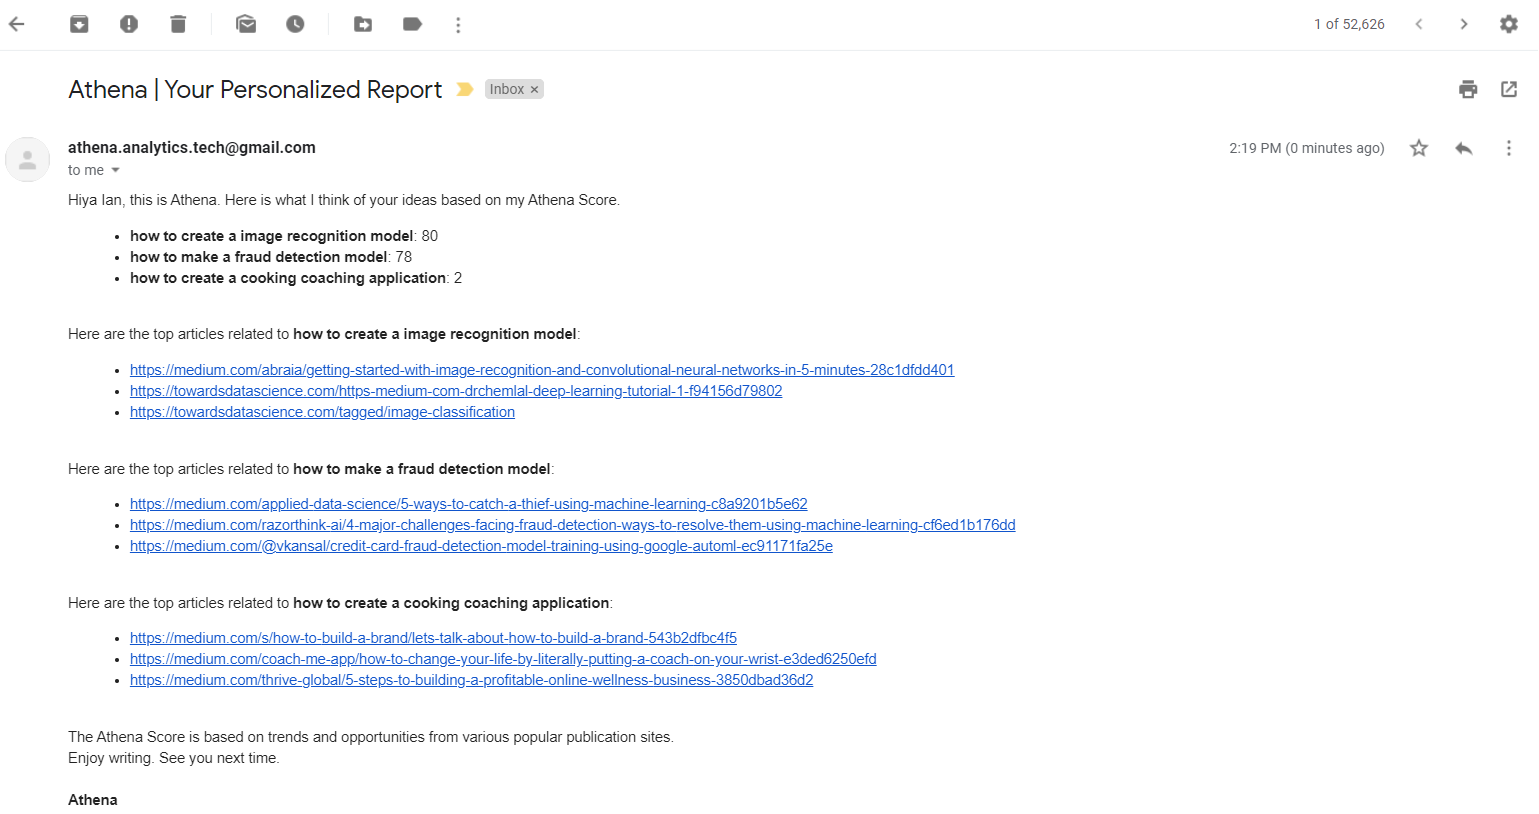 1 of 52,626
Athena | Your Personalized Report Inbox ×
athena.analytics.tech@gmail.com 2:19 PM (0 minutes ago)
to me
Hiya Ian, this is Athena. Here is what I think of your ideas based on my Athena Score.
• how to create a image recognition model: 80
• how to make a fraud detection model: 78
• how to create a cooking coaching application: 2
Here are the top articles related to how to create a image recognition model:
• https://medium.com/abraia/getting-started-with-image-recognition-and-convolutional-neural-networks-in-5-minutes-28c1dfdd401
• https://towardsdatascience.com/https-medium-com-drchemlal-deep-learning-tutorial-1-f94156d79802
• https://towardsdatascience.com/tagged/image-classification
Here are the top articles related to how to make a fraud detection model:
• https://medium.com/applied-data-science/5-ways-to-catch-a-thief-using-machine-learning-c8a9201b5e62
• https://medium.com/razorthink-ai/4-major-challenges-facing-fraud-detection-ways-to-resolve-them-using-machine-learning-cf6ed1b176dd
• https://medium.com/@vkansal/credit-card-fraud-detection-model-training-using-google-automl-ec91171fa25e
Here are the top articles related to how to create a cooking coaching application:
• https://medium.com/s/how-to-build-a-brand/lets-talk-about-how-to-build-a-brand-543b2dfbc4f5
• https://medium.com/coach-me-app/how-to-change-your-life-by-literally-putting-a-coach-on-your-wrist-e3ded6250efd
• https://medium.com/thrive-global/5-steps-to-building-a-profitable-online-wellness-business-3850dbad36d2
The Athena Score is based on trends and opportunities from various popular publication sites.
Enjoy writing. See you next time.
Athena